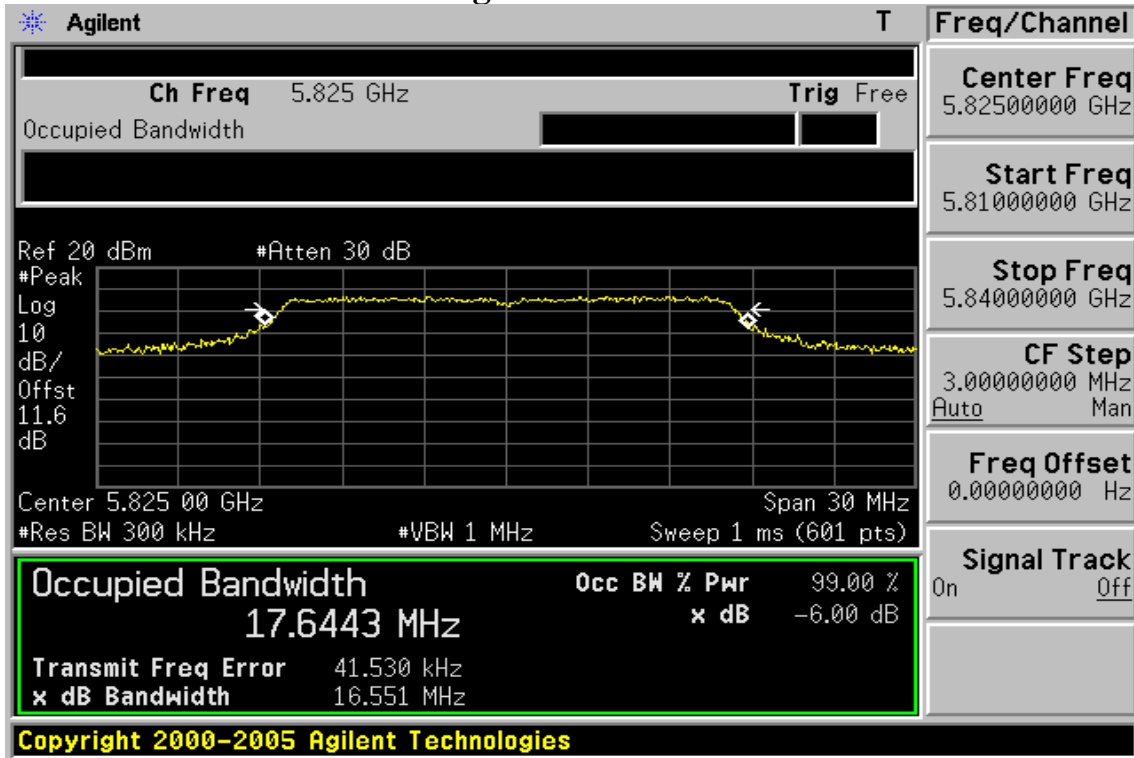 Agilent T
Ch Freq 5.825 GHz Trig Free
Occupied Bandwidth
Ref 20 dBm #Atten 30 dB
#Peak
Log
10
dB/
Offst
11.6
dB
Center 5.825 00 GHz Span 30 MHz
#Res BW 300 kHz #VBW 1 MHz Sweep 1 ms (601 pts)
Occupied Bandwidth
17.6443 MHz
Occ BW % Pwr 99.00 %
x dB -6.00 dB
Transmit Freq Error 41.530 kHz
x dB Bandwidth 16.551 MHz
Copyright 2000-2005 Agilent Technologies
Freq/Channel
Center Freq
5.82500000 GHz
Start Freq
5.81000000 GHz
Stop Freq
5.84000000 GHz
CF Step
3.00000000 MHz
Auto Man
Freq Offset
0.00000000 Hz
Signal Track
On Off